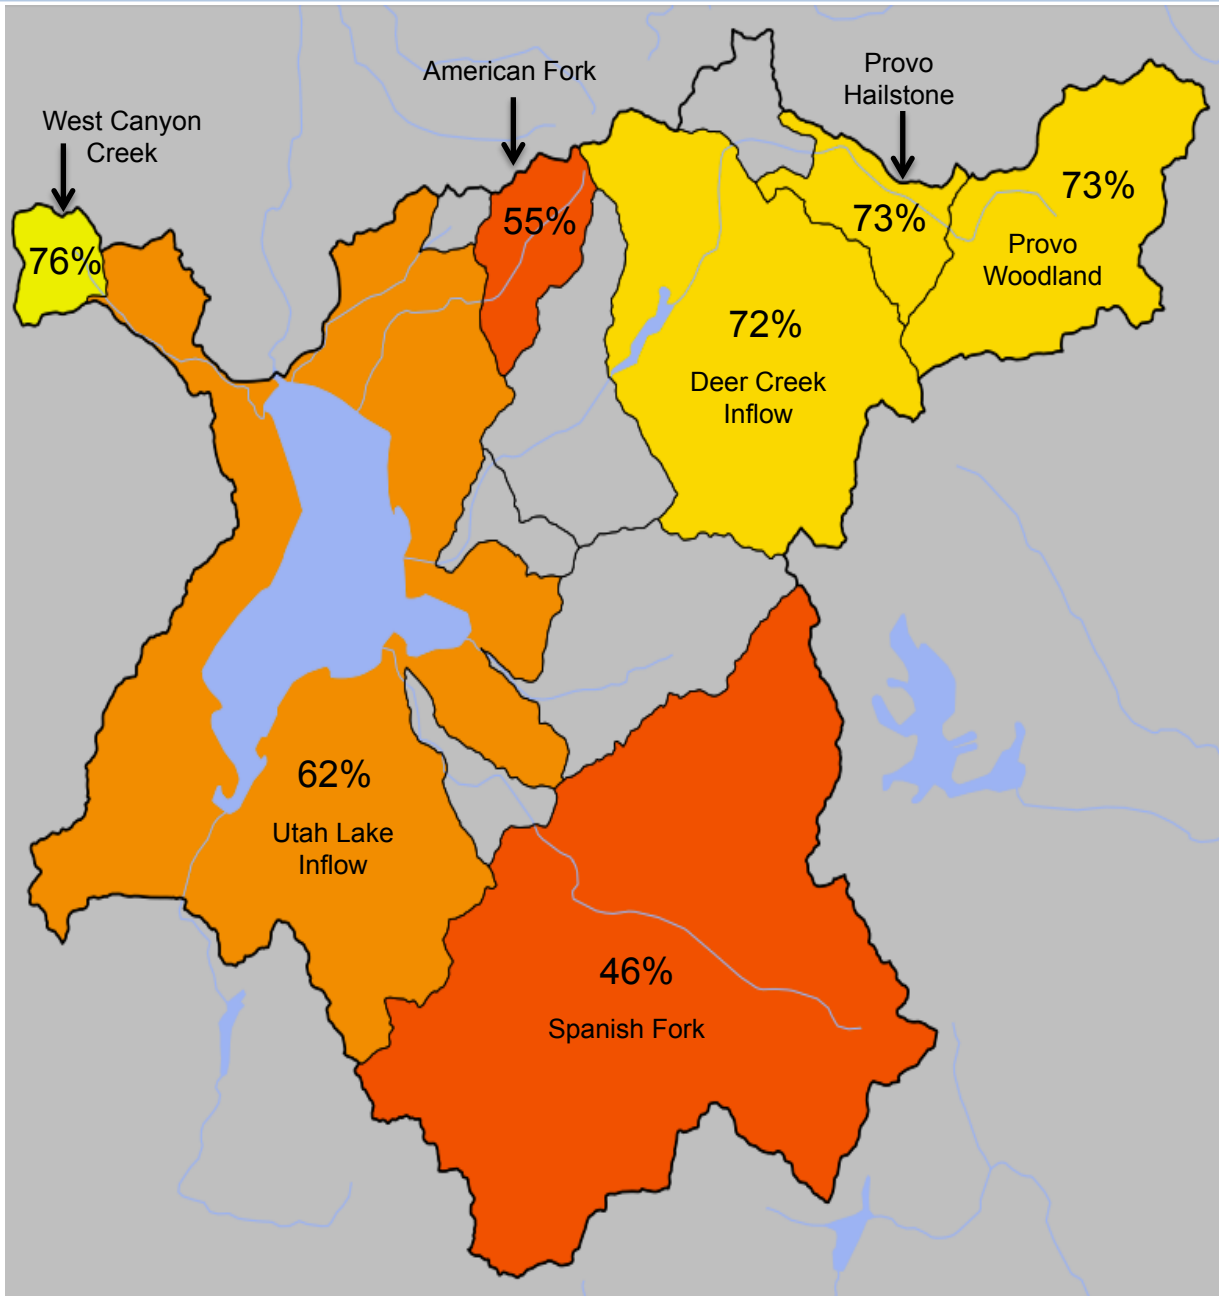 American Fork
Provo
Hailstone
West Canyon
Creek
76%
55%
73%
73%
Provo
Woodland
72%
Deer Creek
Inflow
62%
Utah Lake
Inflow
46%
Spanish Fork